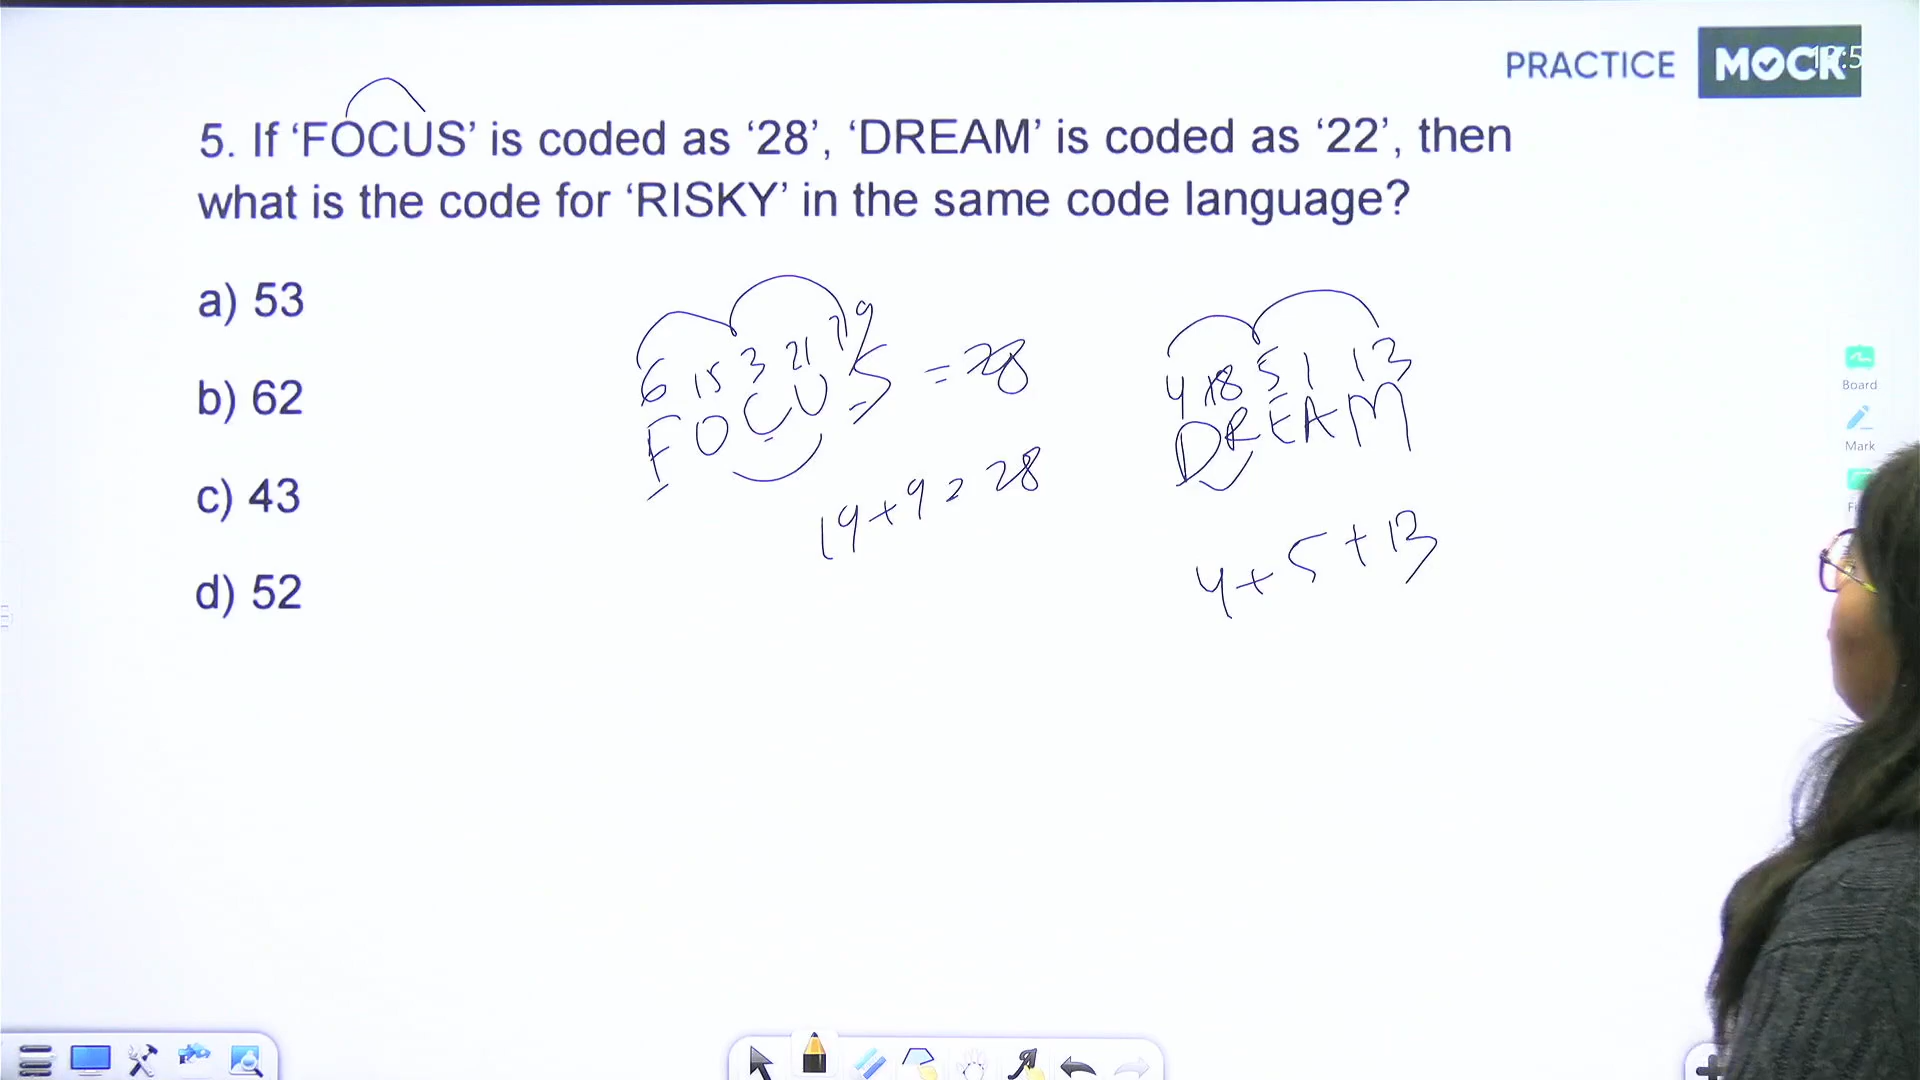 PRACTICE MOCK
5. If ‘FOCUS’ is coded as ‘28’, ‘DREAM’ is coded as ‘22’, then
what is the code for ‘RISKY’ in the same code language?
a) 53
b) 62
c) 43
d) 52
6 15 3 21 19
FOCUS = 28
19+9=28
4 18 5 1 13
DREAM
4+5+13
Board
Mark